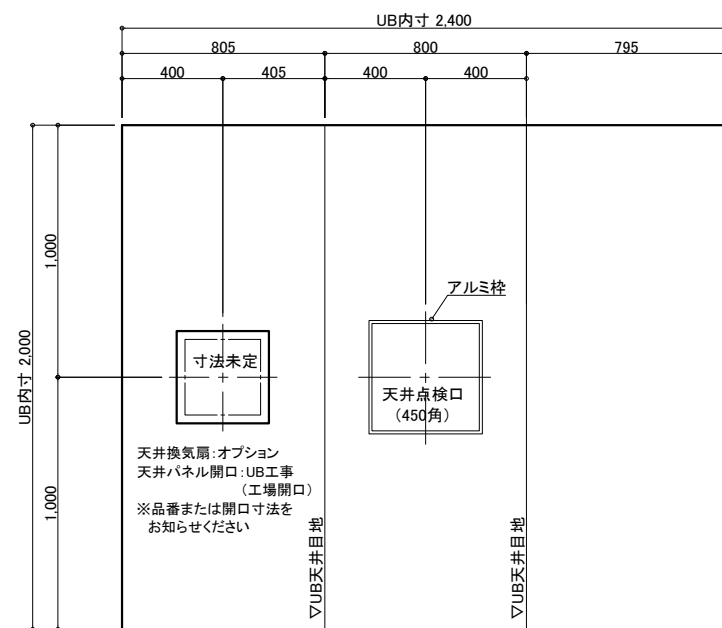 UB内寸 2,400
805
800
795
400
405
400
400
1,000
UB内寸 2,000
1,000
アルミ枠
寸法未定
天井点検口
(450角)
天井換気扇:オプション
天井パネル開口:UB工事
(工場開口)
※品番または開口寸法を
お知らせください
▽UB天井目地
▽UB天井目地